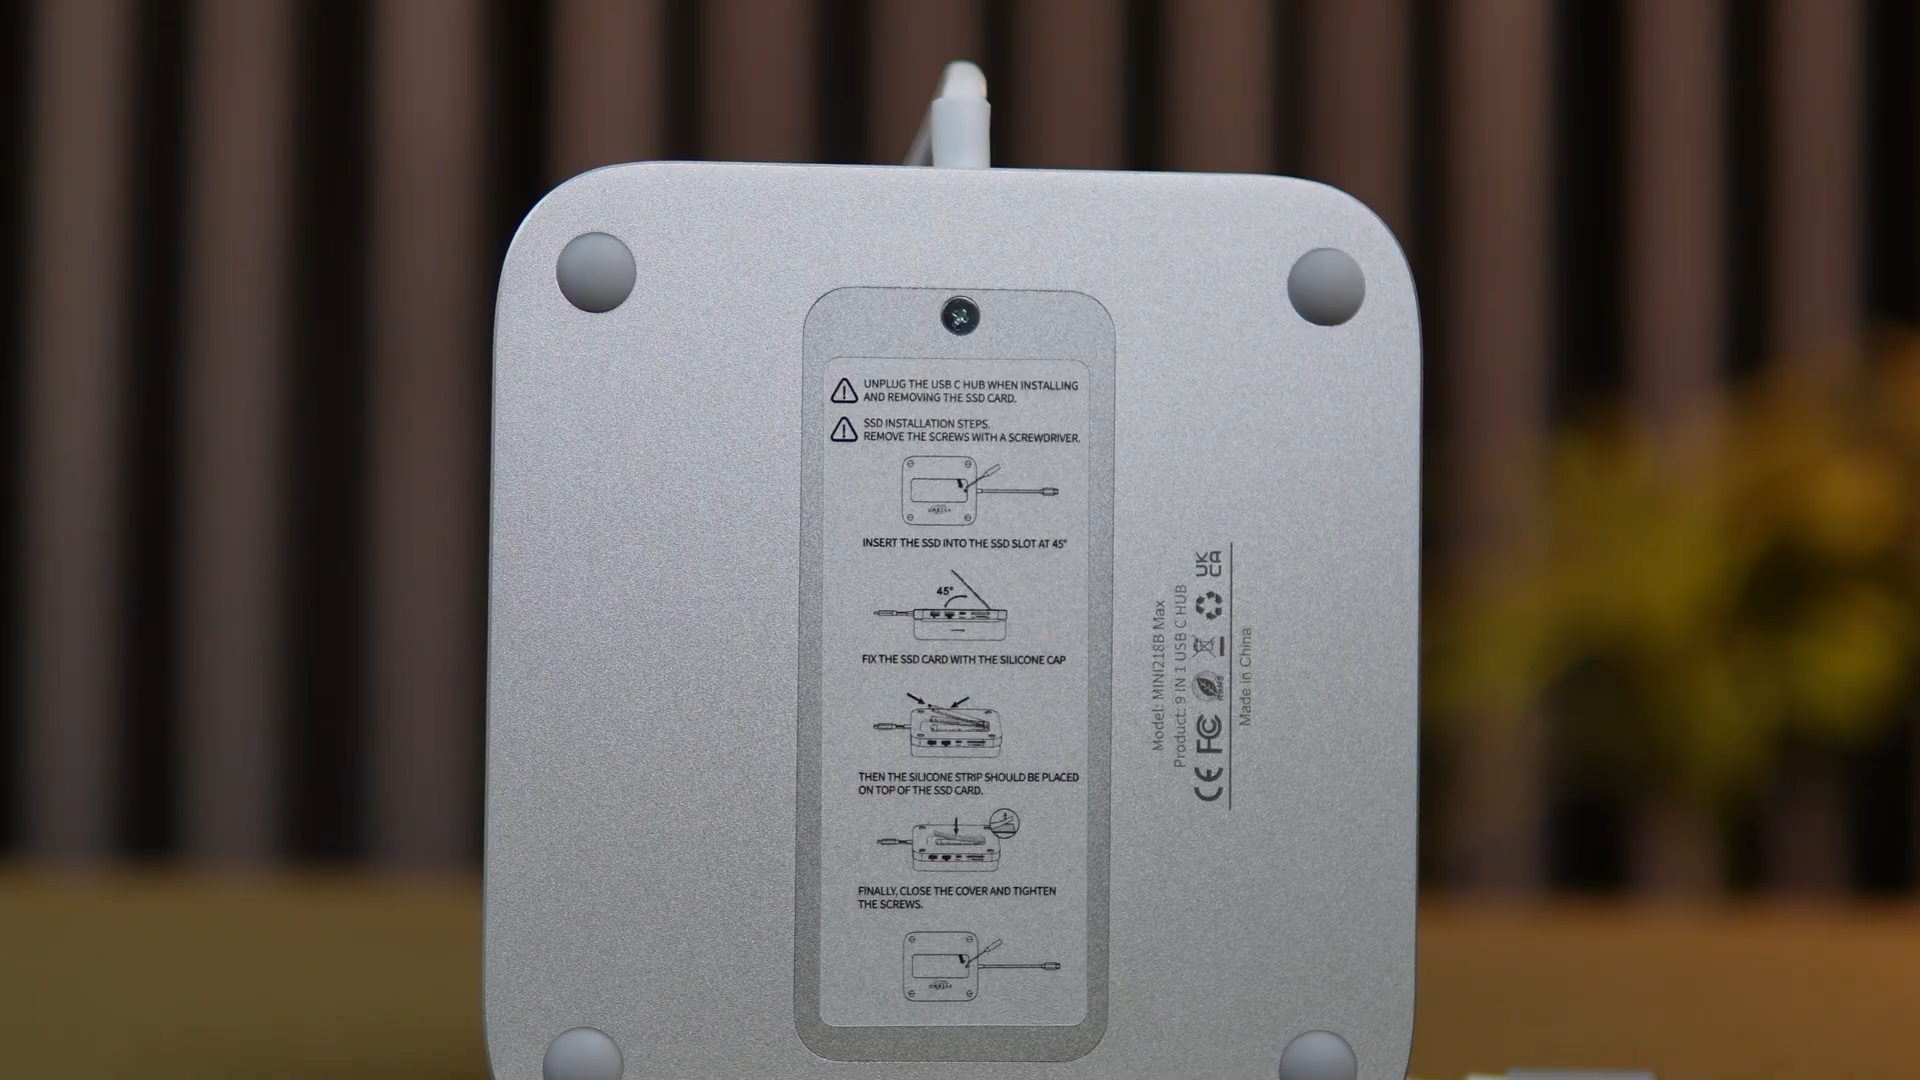 UNPLUG THE USB C HUB WHEN INSTALLING
AND REMOVING THE SSD CARD.
SSD INSTALLATION STEPS.
REMOVE THE SCREWS WITH A SCREWDRIVER.
INSERT THE SSD INTO THE SSD SLOT AT 45°
45°
FIX THE SSD CARD WITH THE SILICONE CAP
THEN THE SILICONE STRIP SHOULD BE PLACED
ON TOP OF THE SSD CARD.
FINALLY, CLOSE THE COVER AND TIGHTEN
THE SCREWS.
Model: MINI218B Max
Product: 9 IN 1 USB C HUB
CE FC RoHS UK CA
Made in China